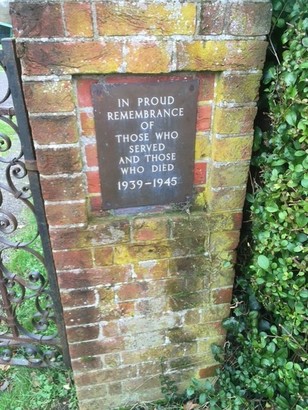 IN PROUD
REMEMBRANCE
OF
THOSE WHO
SERVED
AND THOSE
WHO DIED
1939-1945